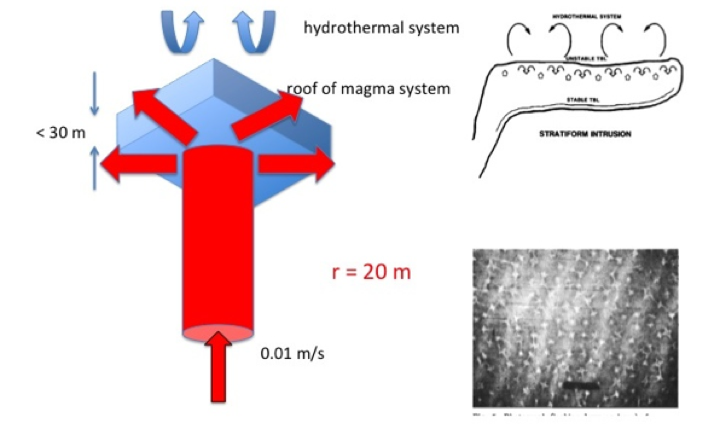 hydrothermal system
roof of magma system
< 30 m
r = 20 m
0.01 m/s
HYDROTHERMAL SYSTEM
UNSTABLE TBL
STABLE TBL
STRATIFORM INTRUSION